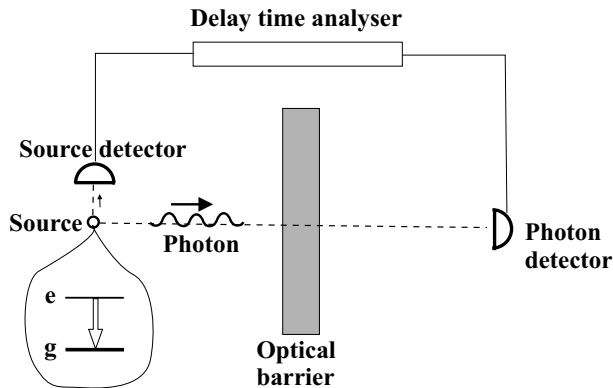 Delay time analyser
Source detector
Source
Photon
Photon
detector
e
g
Optical
barrier